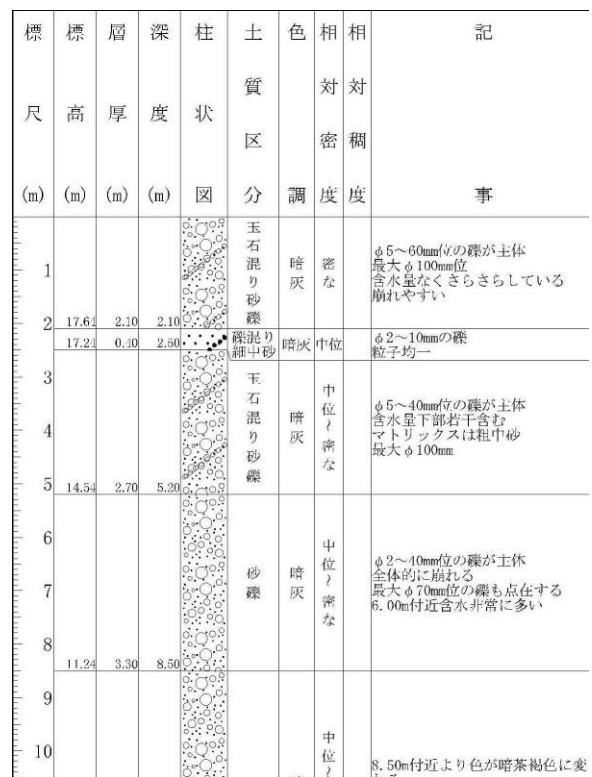 標尺(m)
標高(m)
層厚(m)
深度(m)
柱状図
土質区分
色調
相対密度
相対稠度
記事
1
2
17.64 2.10 2.10
玉石混り砂礫
暗灰
密な
φ5~60mm位の礫が主体
最大φ100mm位
含水量なくさらさらしている
崩れやすい
17.24 0.40 2.50
礫混り
細中砂
暗灰
中位
φ2~10mmの礫
粒子均一
3
4
5
14.54 2.70 5.20
玉石混り砂礫
暗灰
中位~密な
φ5~40mm位の礫が主体
含水量下部若干含む
マトリックスは粗中砂
最大φ100mm
6
7
8
11.24 3.30 8.50
砂礫
暗灰
中位~密な
φ2~40mm位の礫が主体
全体的に崩れる
最大φ70mm位の礫も点在する
6.00m付近含水非常に多い
9
10
中位~
8.50m付近より色が暗茶褐色に変